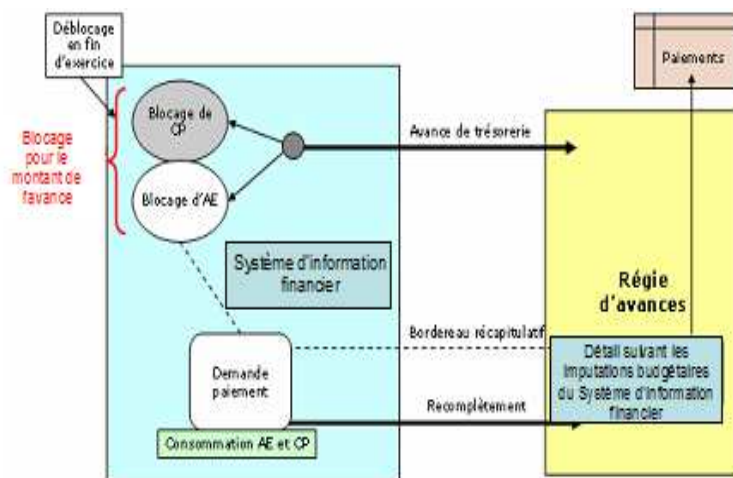 Déblocage
en fin
d'exercice
Paiements
Blocage de
CP
Avance de trésorerie
Blocage
pour le
montant de
l'avance
Blocage d'AE
Système d'information
financier
Régie
d'avances
Bordereau récapitulatif
Demande
paiement
Détail suivant les
imputations budgétaires
du Système d'information
financier
Recomplètement
Consommation AE et CP